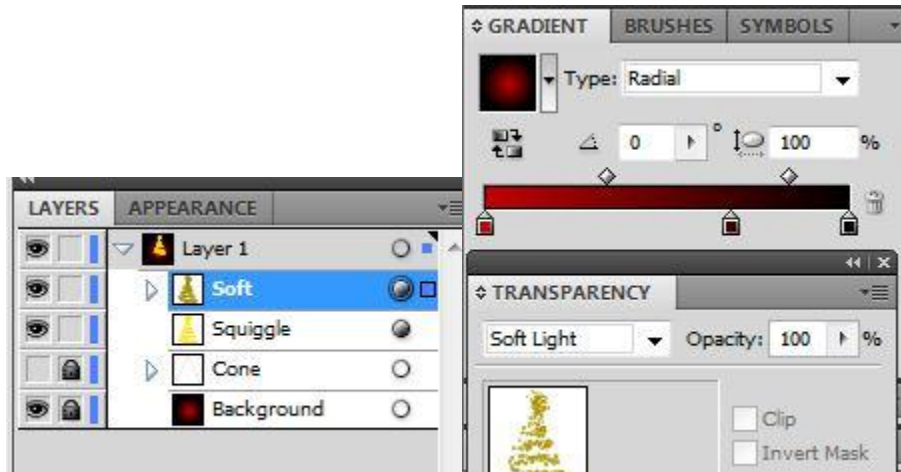 GRADIENT BRUSHES SYMBOLS
Type: Radial
0 ° 100 %
LAYERS APPEARANCE
Layer 1
Soft
Squiggle
Cone
Background
TRANSPARENCY
Soft Light Opacity: 100 %
Clip
Invert Mask